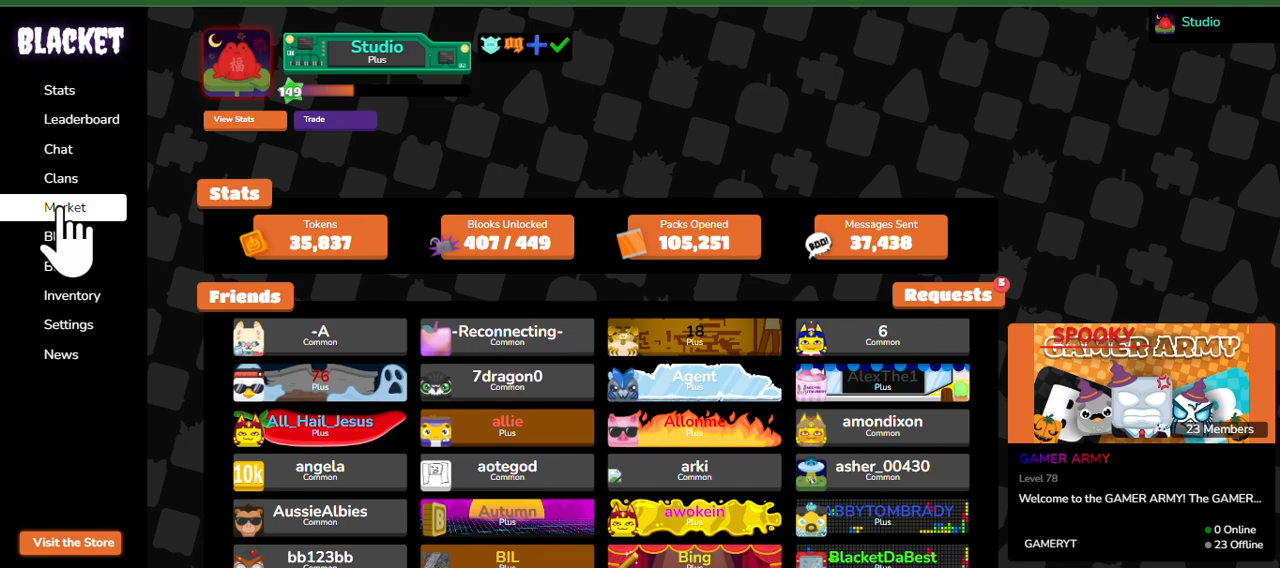 BLACKET
Stats
Leaderboard
Chat
Clans
Market
Bl
B
Inventory
Settings
News
Visit the Store
Studio
Plus
149
View Stats
Trade
Studio
Stats
Tokens
35,837
Blooks Unlocked
407 / 449
Packs Opened
105,251
BOO!
Messages Sent
37,438
Friends
Requests
5
-A
Common
-Reconnecting-
Common
18
Plus
6
Common
76
Plus
7dragon0
Common
Agent
Plus
AlexThe1
Plus
All_Hail_Jesus
Plus
allie
Common
Allomme
Plus
amondixon
Common
10k
angela
Common
aotegod
Common
arki
Common
asher_00430
Common
AussieAlbies
Common
Autumn
Plus
awokein
Plus
BBYTOMBRADY
Plus
bb123bb
BIL
Bing
BlacketDaBest
SPOOKY
GAMER ARMY
23 Members
GAMER ARMY
Level 78
Welcome to the GAMER ARMY! The GAMER...
GAMERYT
0 Online
23 Offline